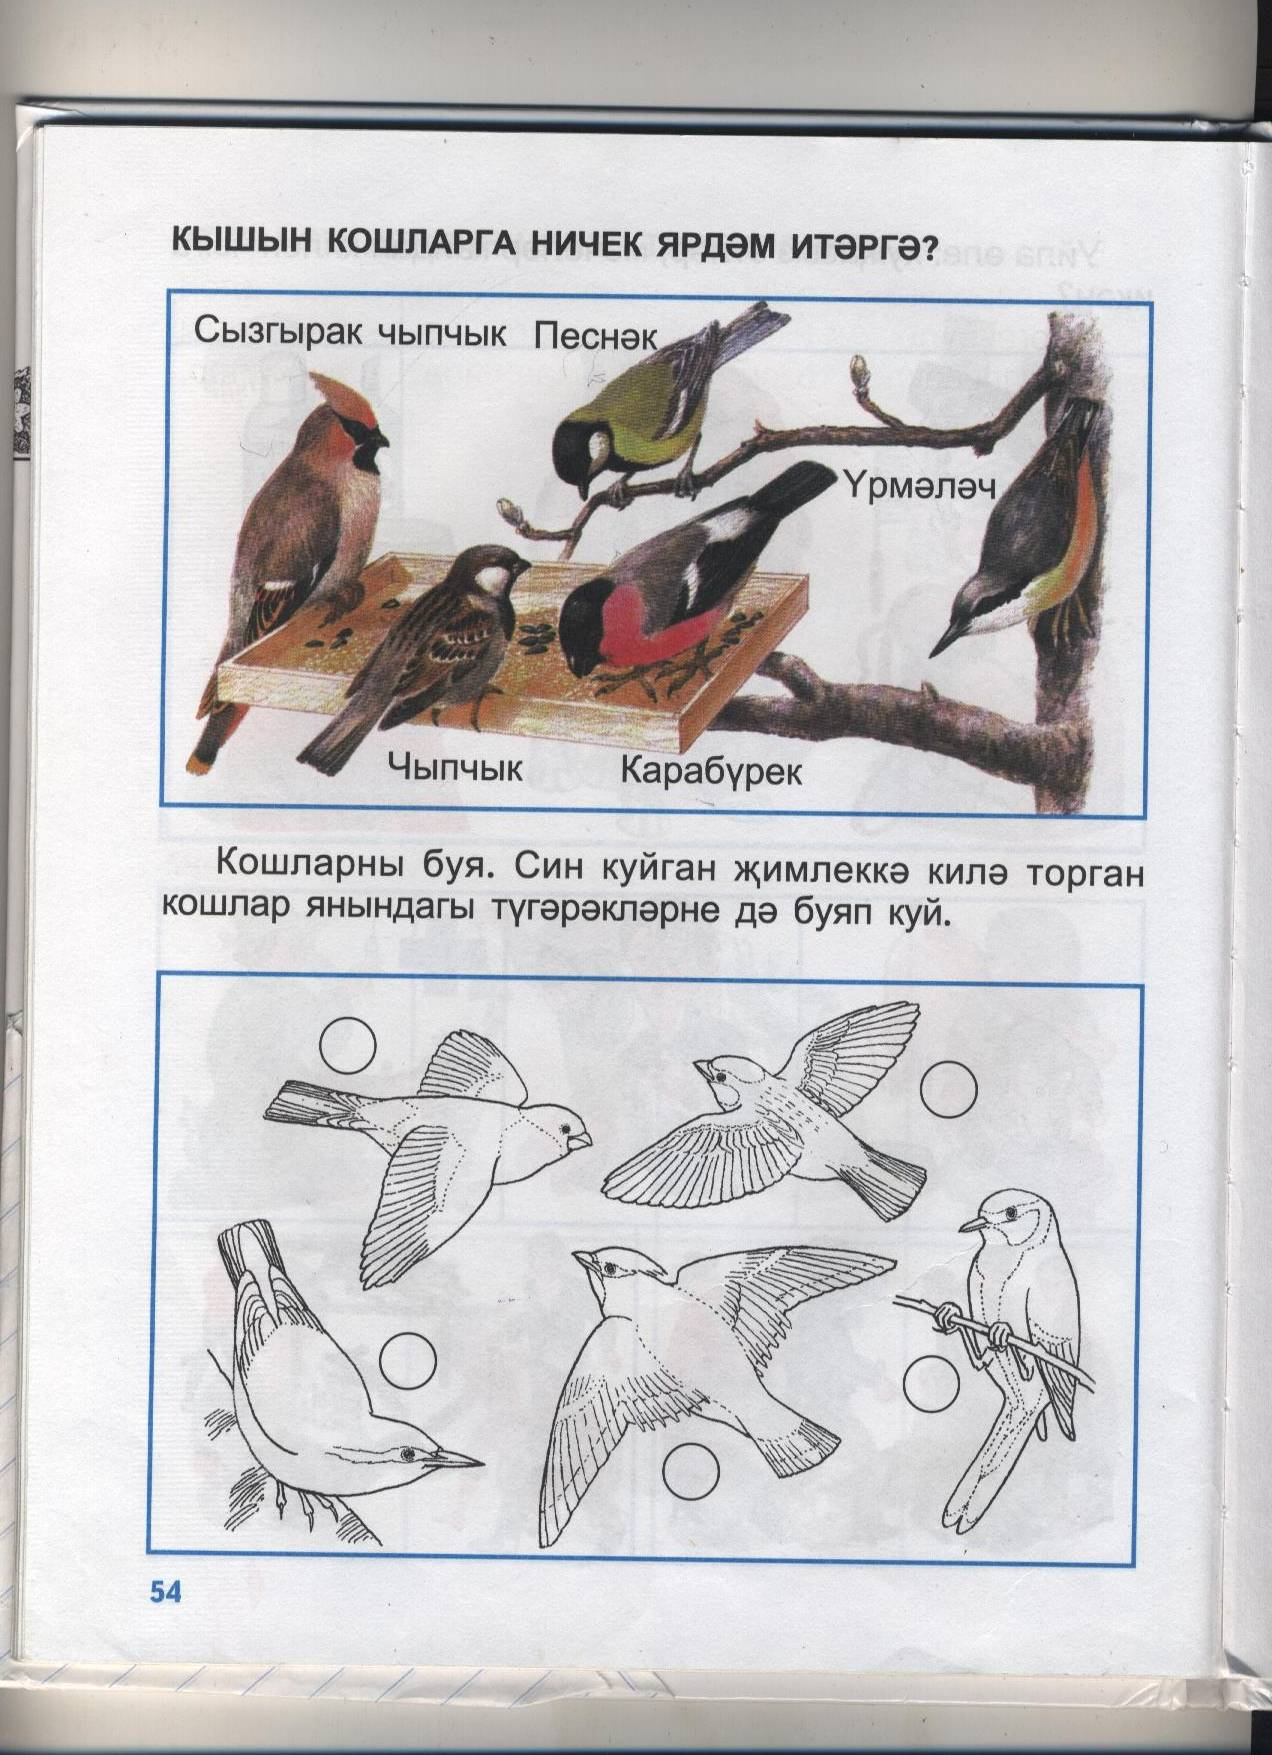 КЫШЫН КОШЛАРГА НИЧЕК ЯРДӘМ ИТӘРГӘ?
Сызгырак чыпчык Песнәк
Үрмәләч
Чыпчык Карабүрек
Кошларны буя. Син куйган җимлеккә килә торган
кошлар янындагы түгәрәкләрне дә буяп куй.
54